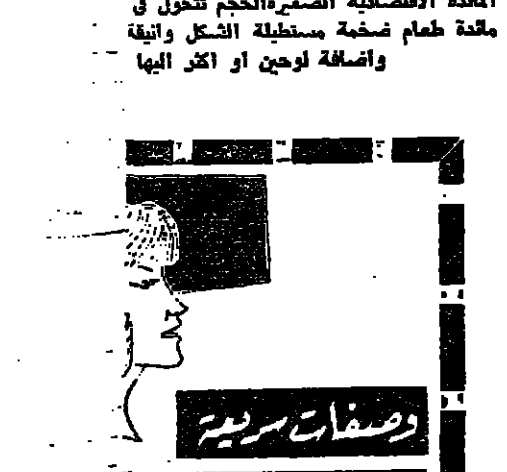 المائدة الاقتصادية الصغيرة الحجم تتحول في
مائدة طعام ضخمة مستطيلة الشكل وانيقة
واضافة لوحين او اكثر اليها
وصفات سريعة